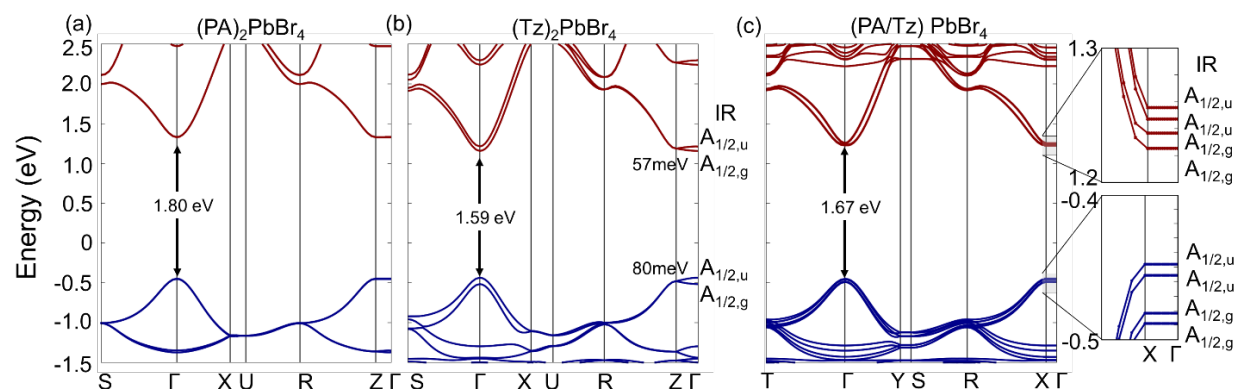 (a) (PA)₂PbBr₄
(b) (Tz)₂PbBr₄
(c) (PA/Tz) PbBr₄
Energy (eV)
2.5
2.0
1.5
1.0
0.5
0
-0.5
-1.0
-1.5
1.80 eV
S Γ X U R Z Γ
1.59 eV
IR
A1/2,u
57meV
A1/2,g
80meV
A1/2,u
A1/2,g
S Γ X U R Z Γ
1.67 eV
T Γ Y S R X Γ
1.3
1.2
IR
A1/2,u
A1/2,u
A1/2,g
A1/2,g
-0.4
-0.5
A1/2,u
A1/2,u
A1/2,g
A1/2,g
X Γ